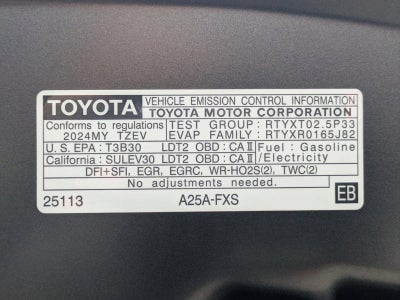 TOYOTA VEHICLE EMISSION CONTROL INFORMATION
TOYOTA MOTOR CORPORATION
Conforms to regulations TEST GROUP : RTYXT02.5P33
2024MY TZEV EVAP FAMILY : RTYXR0165J82
U.S. EPA : T3B30 LDT2 OBD : CA II Fuel : Gasoline
California : SULEV30 LDT2 OBD : CA II /Electricity
DFI+SFI, EGR, EGRC, WR-HO2S(2), TWC(2)
No adjustments needed.
25113 A25A-FXS EB